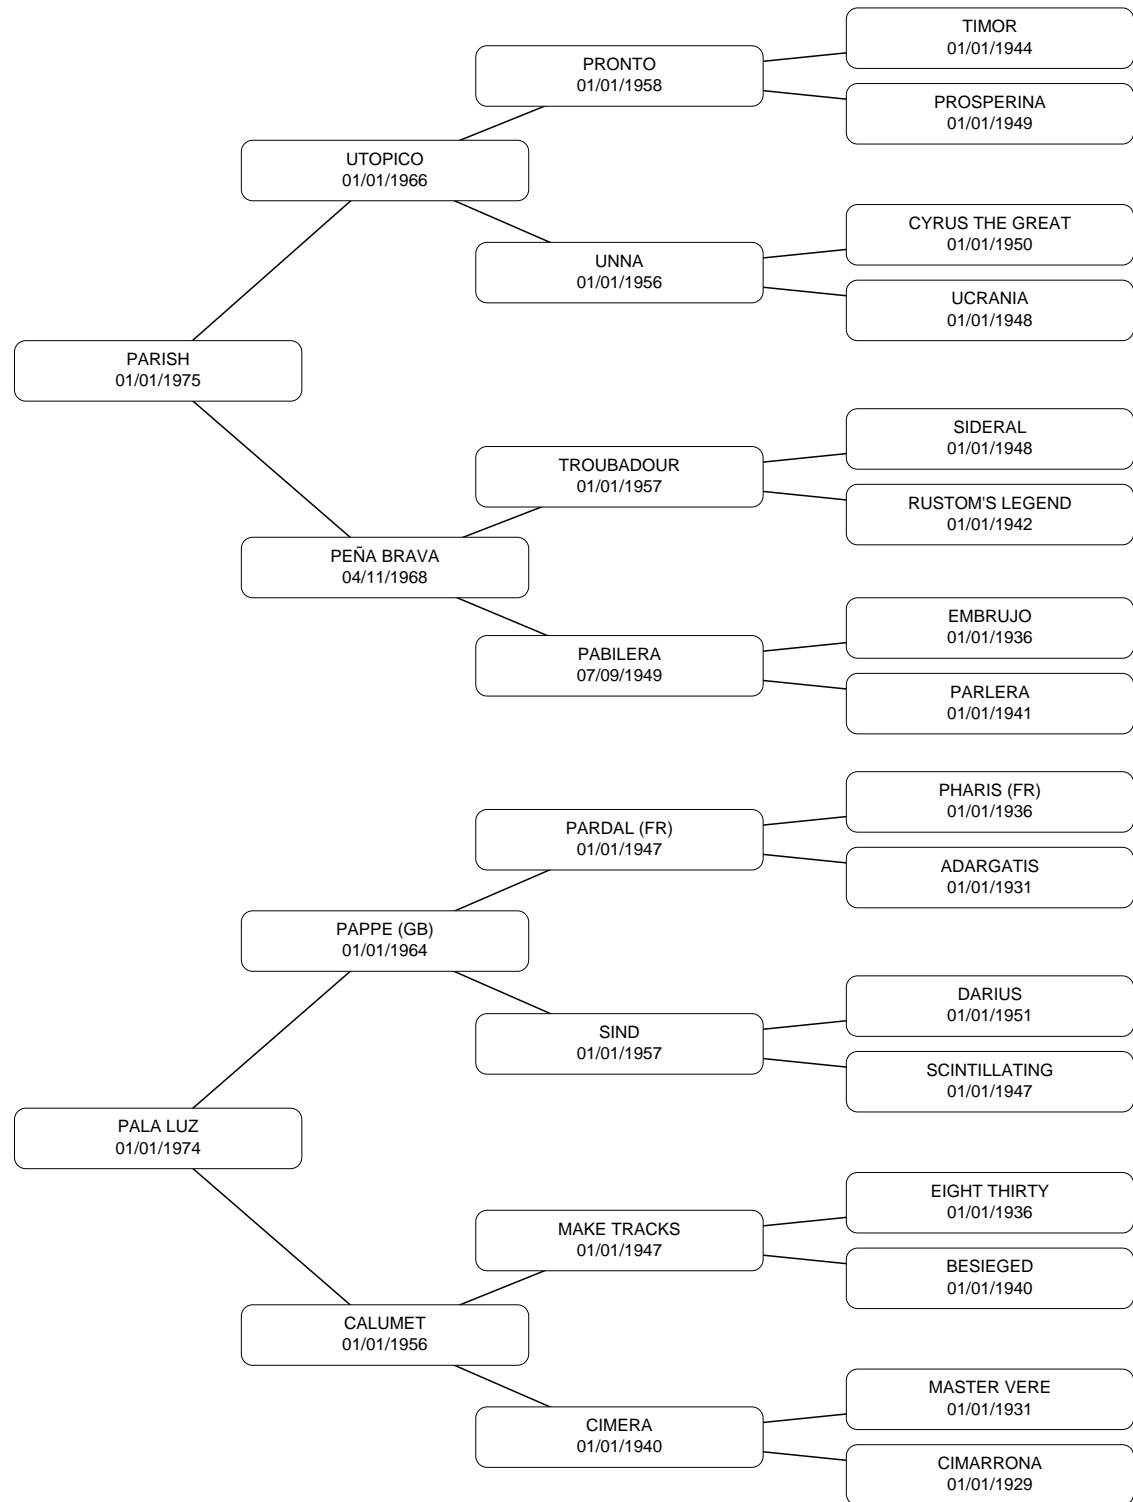 TIMOR
01/01/1944
PRONTO
01/01/1958
PROSPERINA
01/01/1949
UTOPICO
01/01/1966
CYRUS THE GREAT
01/01/1950
UNNA
01/01/1956
UCRANIA
01/01/1948
PARISH
01/01/1975
SIDERAL
01/01/1948
TROUBADOUR
01/01/1957
RUSTOM'S LEGEND
01/01/1942
PEÑA BRAVA
04/11/1968
EMBRUJO
01/01/1936
PABILERA
07/09/1949
PARLERA
01/01/1941
PHARIS (FR)
01/01/1936
PARDAL (FR)
01/01/1947
ADARGATIS
01/01/1931
PAPPE (GB)
01/01/1964
DARIUS
01/01/1951
SIND
01/01/1957
SCINTILLATING
01/01/1947
PALA LUZ
01/01/1974
EIGHT THIRTY
01/01/1936
MAKE TRACKS
01/01/1947
BESIEGED
01/01/1940
CALUMET
01/01/1956
MASTER VERE
01/01/1931
CIMERA
01/01/1940
CIMARRONA
01/01/1929